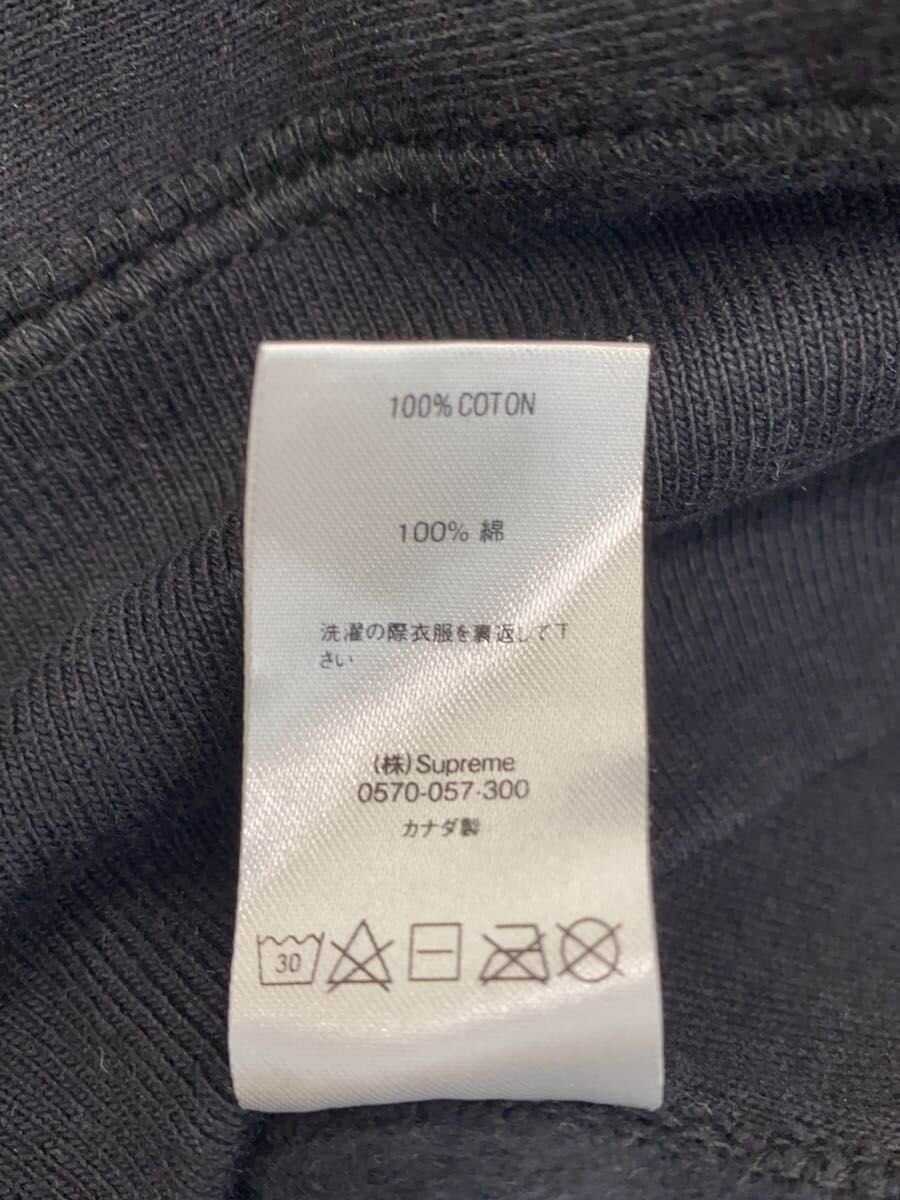 100% COTON
100% 綿
洗濯の際衣服を裏返して下
さい
(株)Supreme
0570-057-300
カナダ製
30